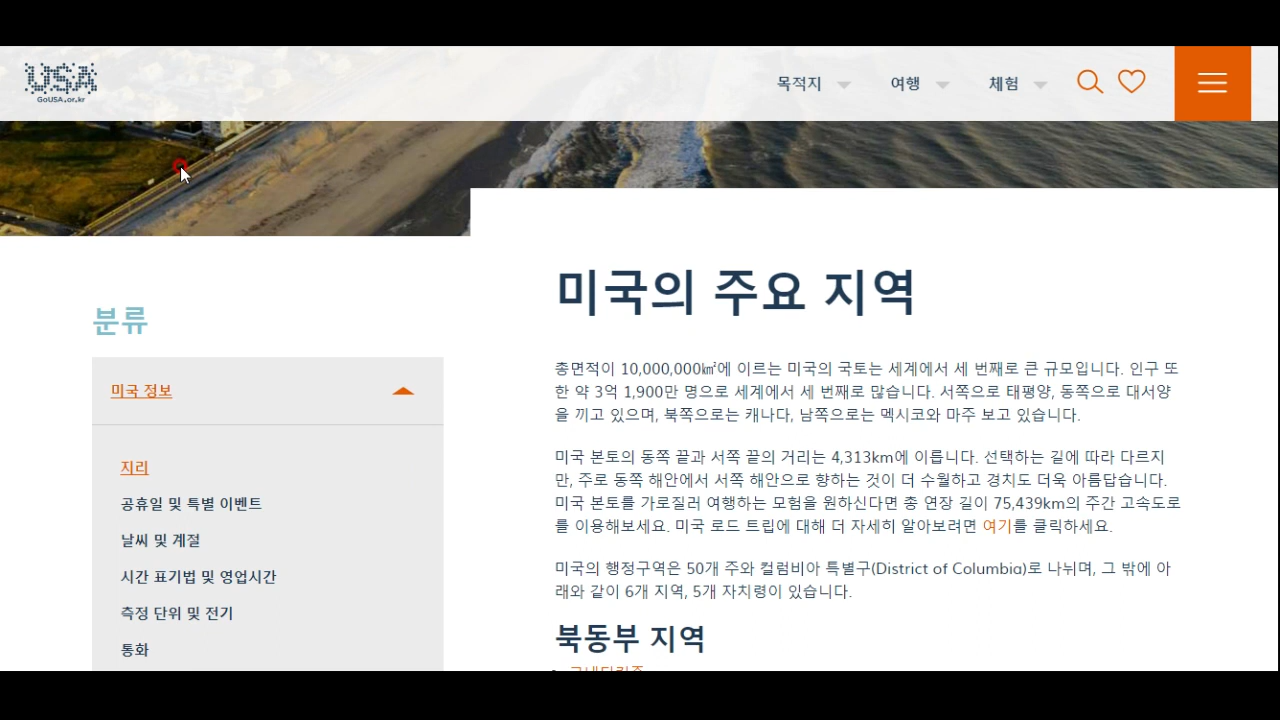 USA
GoUSA.or.kr
목적지
여행
체험
미국의 주요 지역
분류
미국 정보
지리
공휴일 및 특별 이벤트
날씨 및 계절
시간 표기법 및 영업시간
측정 단위 및 전기
통화
총면적이 10,000,000㎢에 이르는 미국의 국토는 세계에서 세 번째로 큰 규모입니다. 인구 또
한 약 3억 1,900만 명으로 세계에서 세 번째로 많습니다. 서쪽으로 태평양, 동쪽으로 대서양
을 끼고 있으며, 북쪽으로는 캐나다, 남쪽으로는 멕시코와 마주 보고 있습니다.
미국 본토의 동쪽 끝과 서쪽 끝의 거리는 4,313km에 이릅니다. 선택하는 길에 따라 다르지
만, 주로 동쪽 해안에서 서쪽 해안으로 향하는 것이 더 수월하고 경치도 더욱 아름답습니다.
미국 본토를 가로질러 여행하는 모험을 원하신다면 총 연장 길이 75,439km의 주간 고속도로
를 이용해보세요. 미국 로드 트립에 대해 더 자세히 알아보려면 여기를 클릭하세요.
미국의 행정구역은 50개 주와 컬럼비아 특별구(District of Columbia)로 나뉘며, 그 밖에 아
래와 같이 6개 지역, 5개 자치령이 있습니다.
북동부 지역